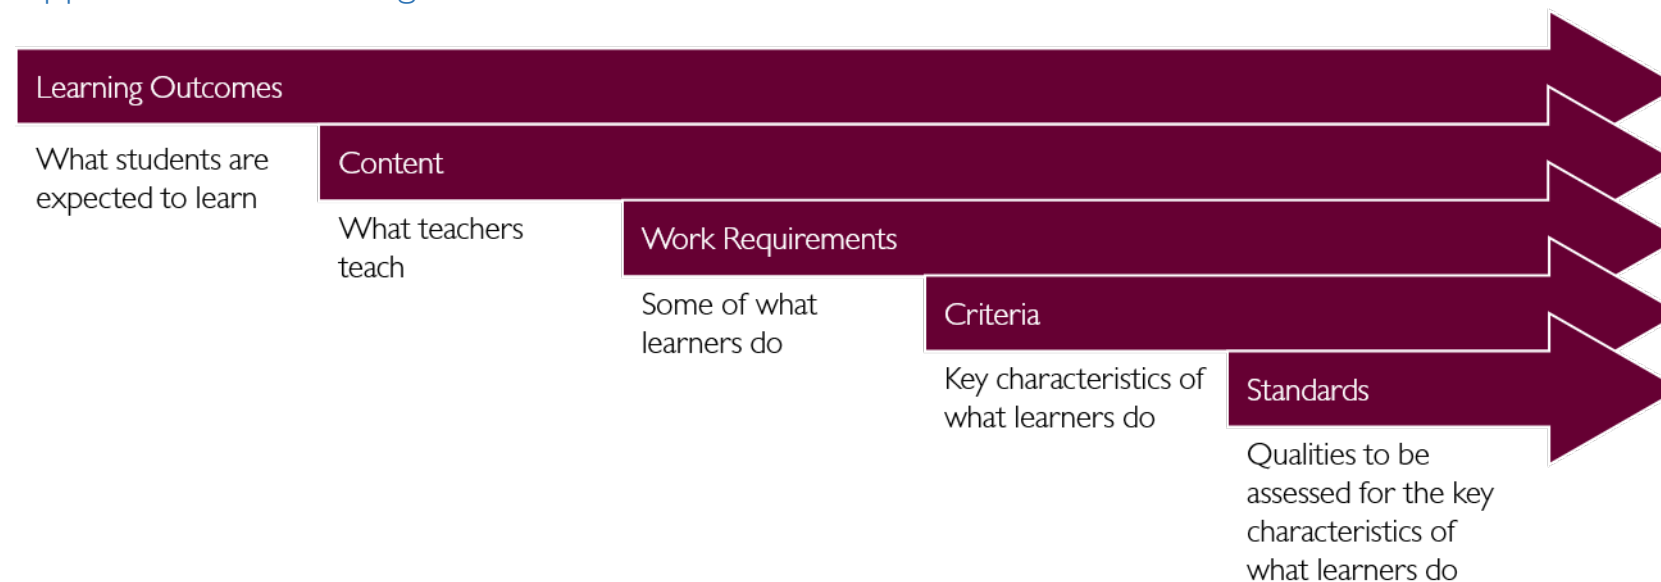 Learning Outcomes
What students are
expected to learn
Content
What teachers
teach
Work Requirements
Some of what
learners do
Criteria
Key characteristics of
what learners do
Standards
Qualities to be
assessed for the key
characteristics of
what learners do